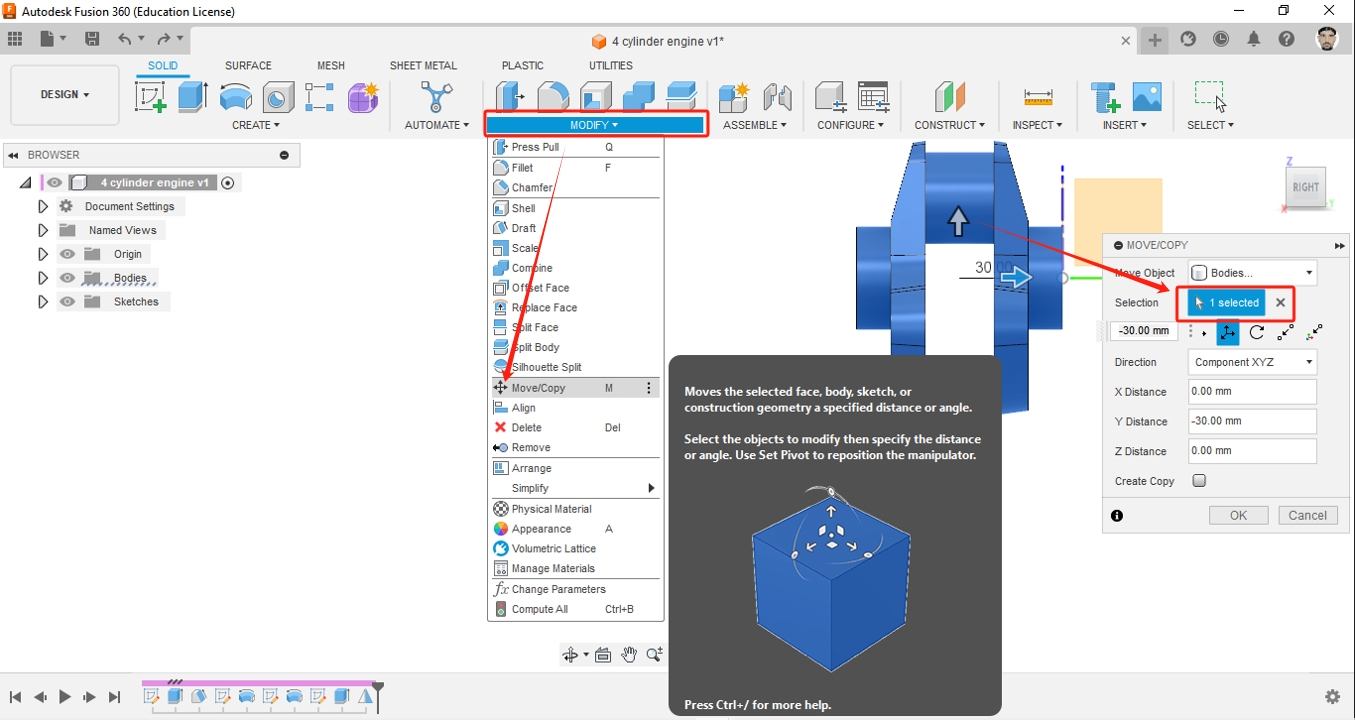 Autodesk Fusion 360 (Education License)
4 cylinder engine v1*
DESIGN
SOLID
SURFACE
MESH
SHEET METAL
PLASTIC
UTILITIES
CREATE
AUTOMATE
MODIFY
ASSEMBLE
CONFIGURE
CONSTRUCT
INSPECT
INSERT
SELECT
BROWSER
4 cylinder engine v1
Document Settings
Named Views
Origin
Bodies
Sketches
Press Pull Q
Fillet F
Chamfer
Shell
Draft
Scale
Combine
Offset Face
Replace Face
Split Face
Split Body
Silhouette Split
Move/Copy M
Align
Delete Del
Remove
Arrange
Simplify
Physical Material
Appearance A
Volumetric Lattice
Manage Materials
fx Change Parameters
Compute All Ctrl+B
30.00
Z
RIGHT
X
Y
MOVE/COPY
Move Object Bodies...
Selection 1 selected
-30.00 mm
Direction Component XYZ
X Distance 0.00 mm
Y Distance -30.00 mm
Z Distance 0.00 mm
Create Copy
OK Cancel
Moves the selected face, body, sketch, or
construction geometry a specified distance or angle.
Select the objects to modify then specify the distance
or angle. Use Set Pivot to reposition the manipulator.
Press Ctrl+/ for more help.